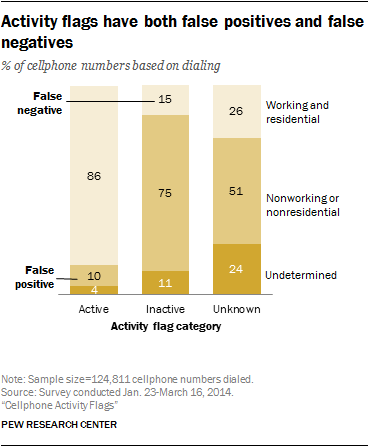 Activity flags have both false positives and false
negatives
% of cellphone numbers based on dialing
False
negative
15
26
Working and
residential
86
75
51
Nonworking or
nonresidential
False
positive
10
4
11
24
Undetermined
Active
Inactive
Unknown
Activity flag category
Note: Sample size=124,811 cellphone numbers dialed.
Source: Survey conducted Jan. 23-March 16, 2014.
“Cellphone Activity Flags”
PEW RESEARCH CENTER